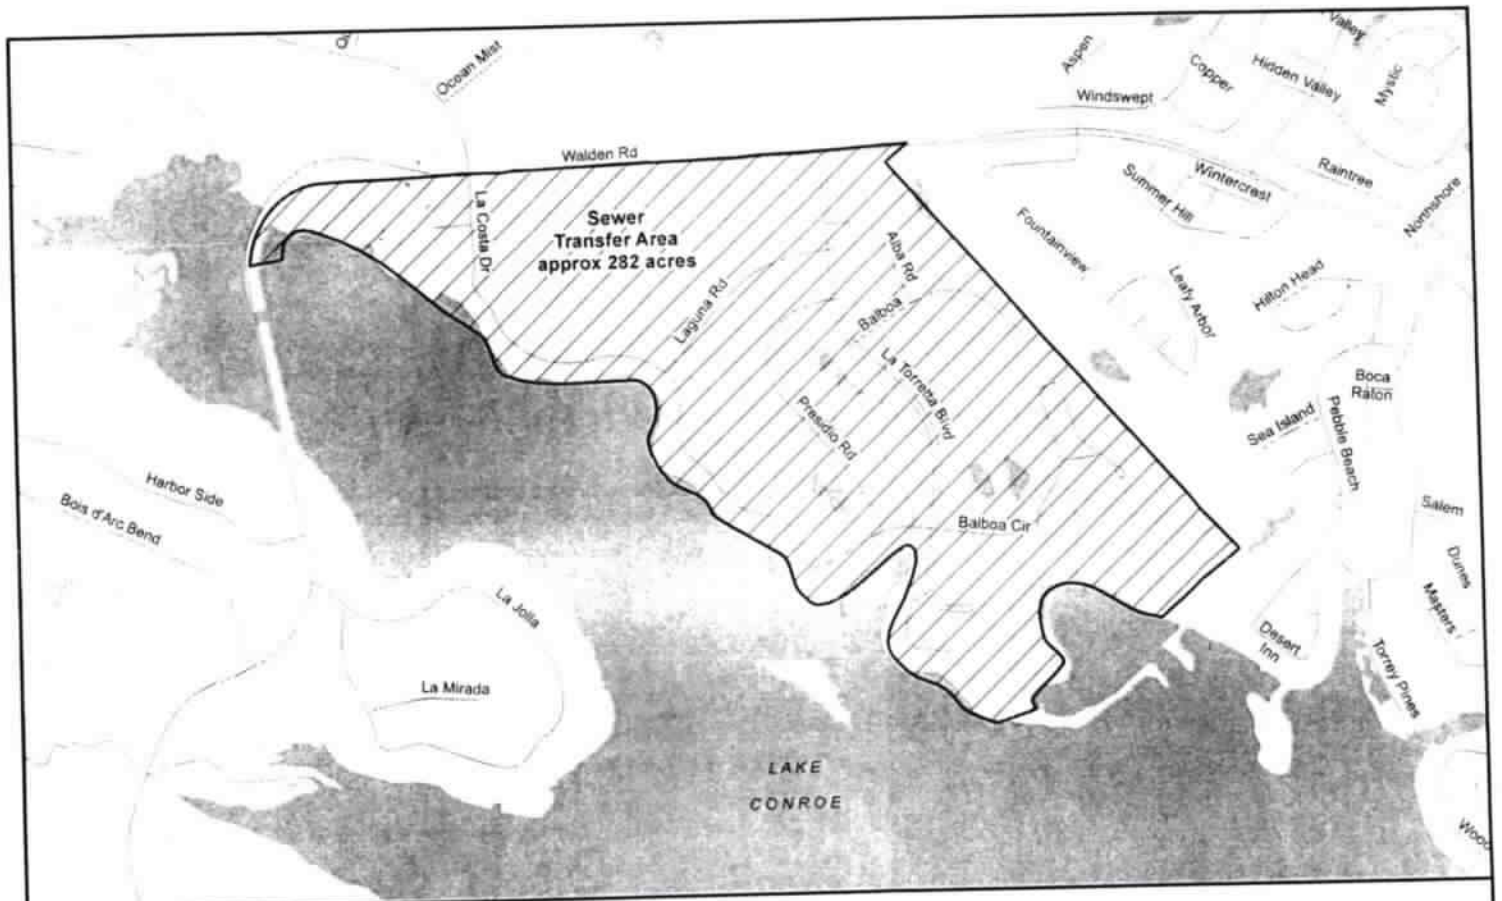 Ocean Mist
Aspen
Copper
Valley
Hidden Valley
Mystic
Windswept
Walden Rd
Raintree
Wintercrest
Summer Hill
Northshore
La Costa Dr
Sewer
Transfer Area
approx 282 acres
Fountainview
Alba Rd
Leafy Arbor
Hilton Head
Laguna Rd
Balboa
La Torretta Blvd
Boca
Raton
Presidio Rd
Sea Island
Pebble Beach
Harbor Side
Bois d'Arc Bend
Salem
Balboa Cir
Dunes
Masters
La Jolla
Desert
Inn
Torrey Pines
La Mirada
LAKE
CONROE
Wood